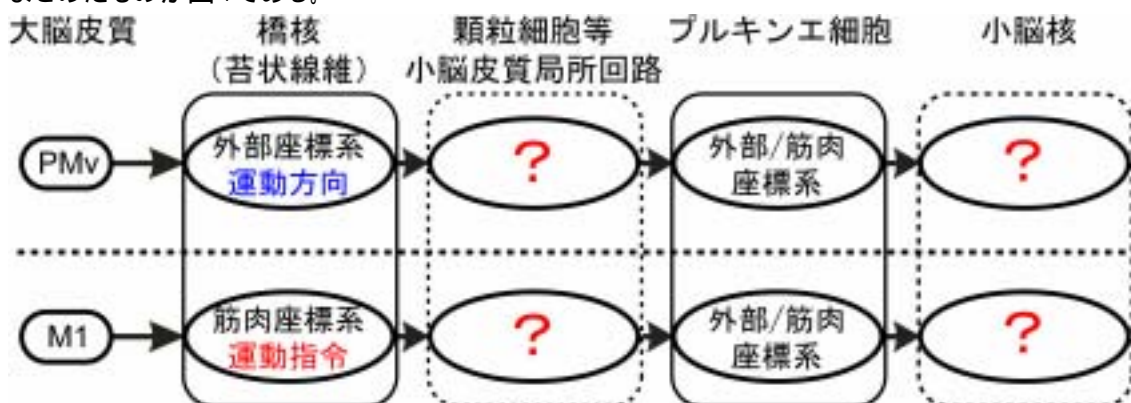 まとめたものが図1である。
大脳皮質 橋核 顆粒細胞等 プルキンエ細胞 小脳核
(苔状線維) 小脳皮質局所回路
PMv 外部座標系 ? 外部/筋肉 ?
運動方向 座標系
M1 筋肉座標系 ? 外部/筋肉 ?
運動指令 座標系